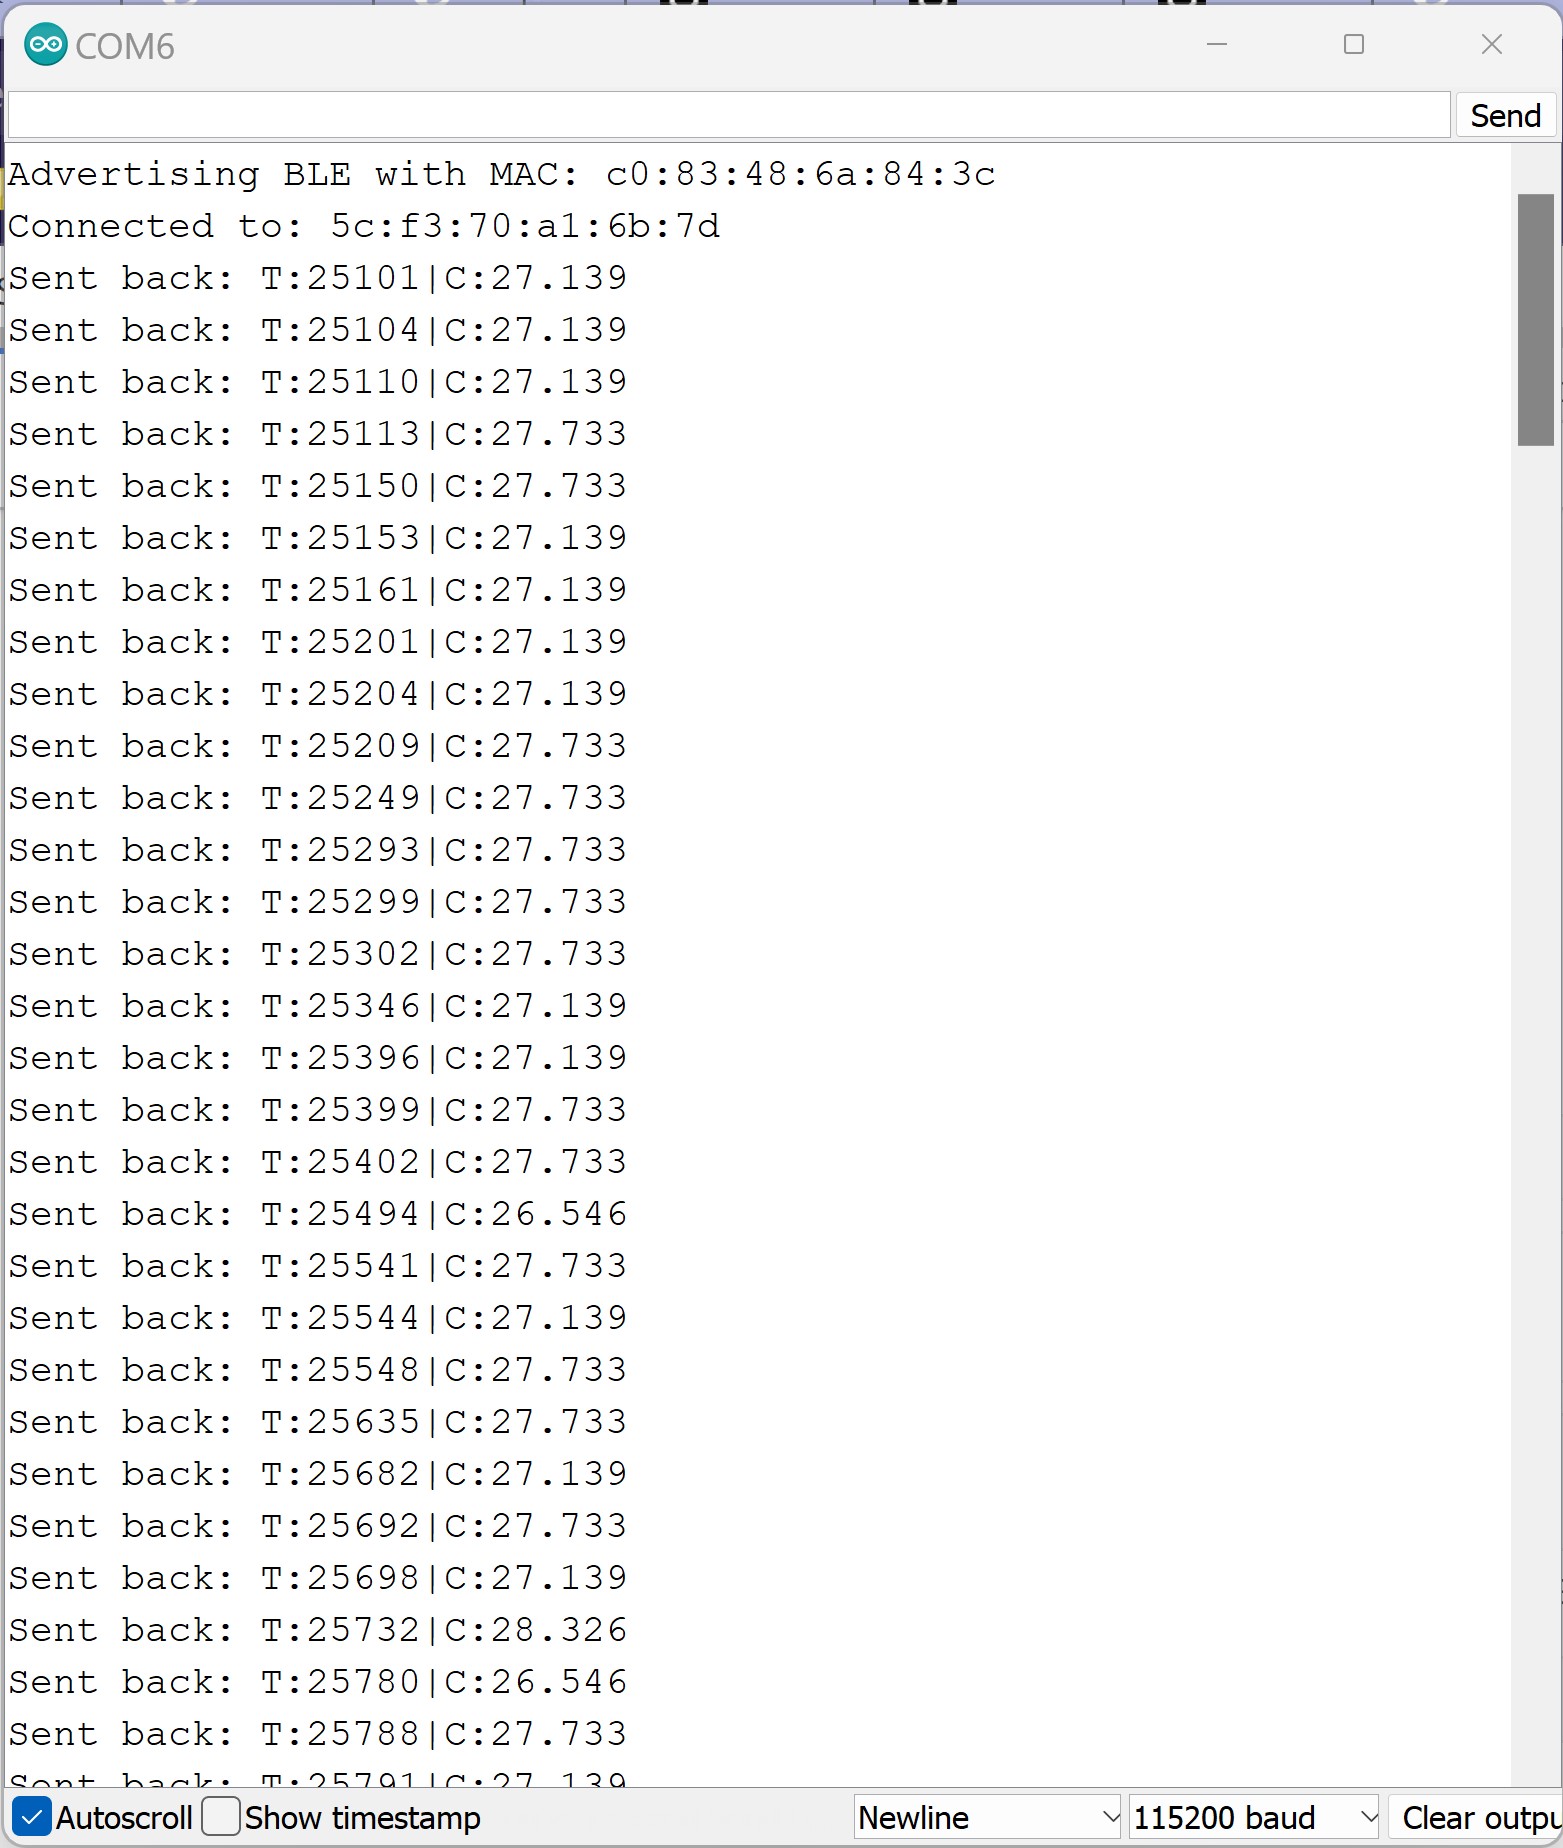 COM6
Send
Advertising BLE with MAC: c0:83:48:6a:84:3c
Connected to: 5c:f3:70:a1:6b:7d
Sent back: T:25101|C:27.139
Sent back: T:25104|C:27.139
Sent back: T:25110|C:27.139
Sent back: T:25113|C:27.733
Sent back: T:25150|C:27.733
Sent back: T:25153|C:27.139
Sent back: T:25161|C:27.139
Sent back: T:25201|C:27.139
Sent back: T:25204|C:27.139
Sent back: T:25209|C:27.733
Sent back: T:25249|C:27.733
Sent back: T:25293|C:27.733
Sent back: T:25299|C:27.733
Sent back: T:25302|C:27.733
Sent back: T:25346|C:27.139
Sent back: T:25396|C:27.139
Sent back: T:25399|C:27.733
Sent back: T:25402|C:27.733
Sent back: T:25494|C:26.546
Sent back: T:25541|C:27.733
Sent back: T:25544|C:27.139
Sent back: T:25548|C:27.733
Sent back: T:25635|C:27.733
Sent back: T:25682|C:27.139
Sent back: T:25692|C:27.733
Sent back: T:25698|C:27.139
Sent back: T:25732|C:28.326
Sent back: T:25780|C:26.546
Sent back: T:25788|C:27.733
Sent back: T:25791|C:27.139
Autoscroll Show timestamp Newline 115200 baud Clear outpu